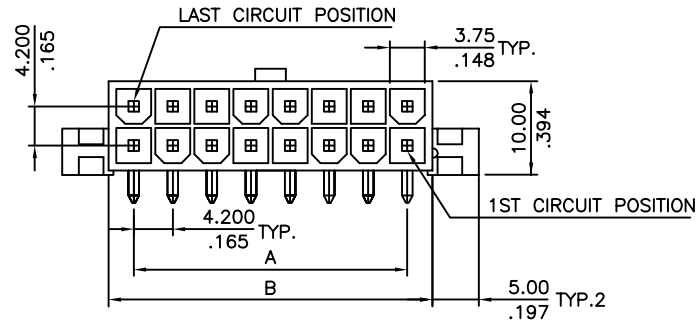 LAST CIRCUIT POSITION
3.75
.148
TYP.
4.200
.165
10.00
.394
1ST CIRCUIT POSITION
4.200
.165
TYP.
A
B
5.00
.197
TYP.2